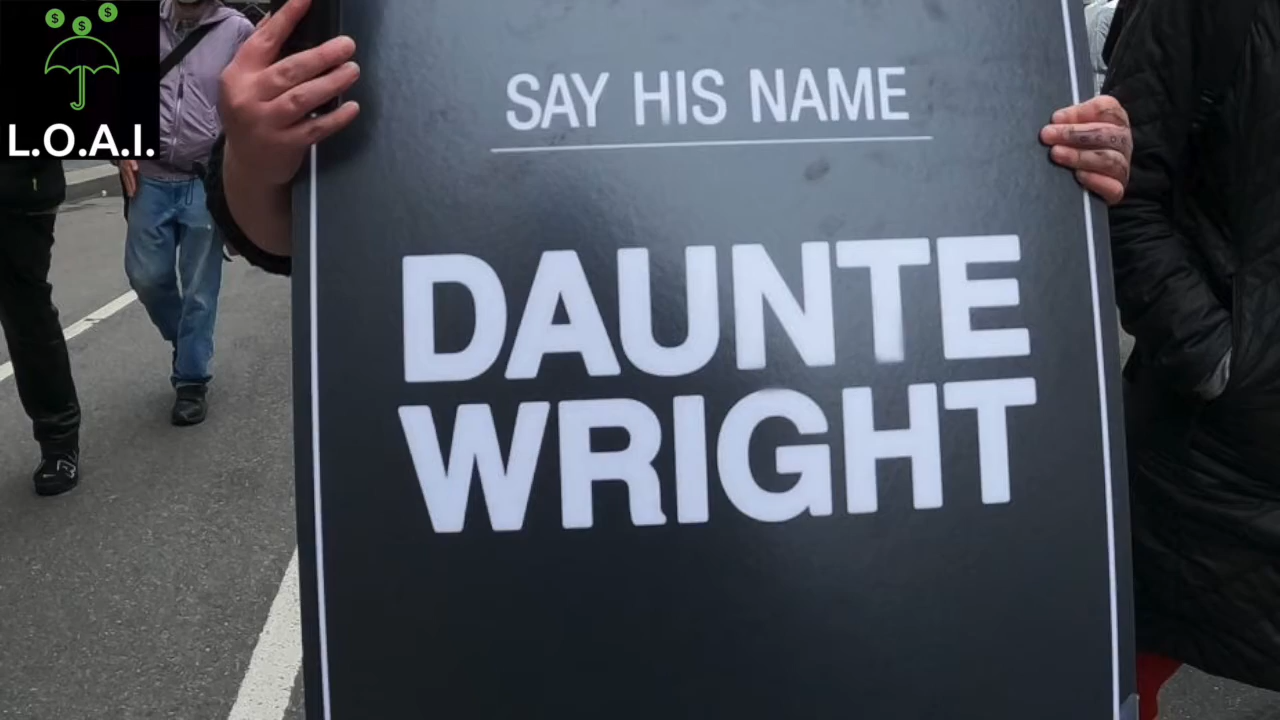 $ $ $
L.O.A.I.
SAY HIS NAME
DAUNTE
WRIGHT